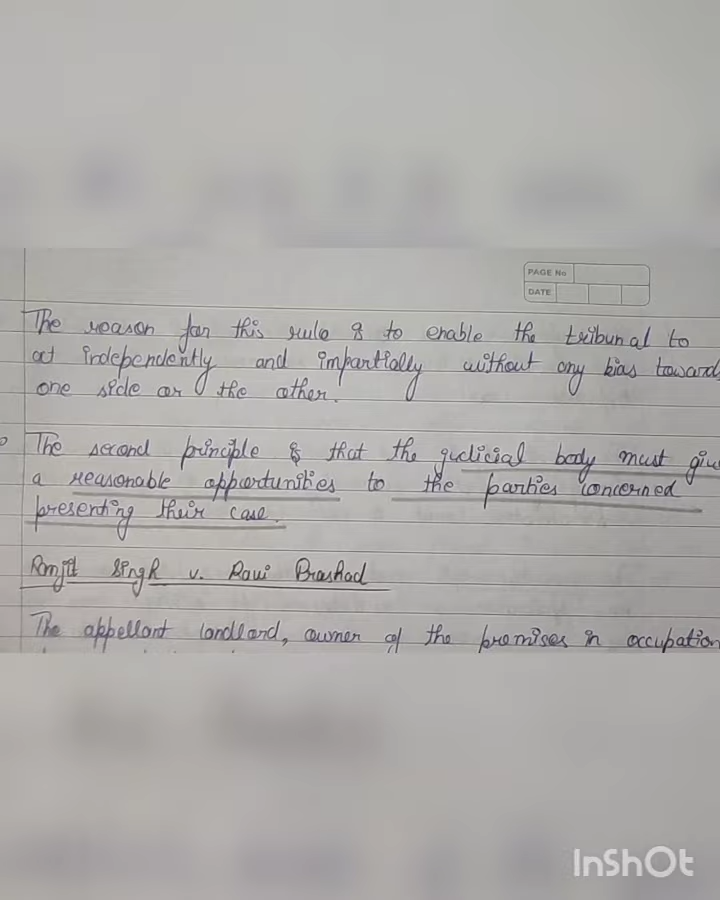 PAGE No
DATE
The reason for this rule is to enable the tribunal to
act independently and impartially without any bias toward
one side or the other.
The second principle is that the judicial body must give
a reasonable opportunities to the parties concerned
presenting their case.
Ranjit Singh v. Ravi Prashad
The appellant landlord, owner of the premises in occupation
InShOt